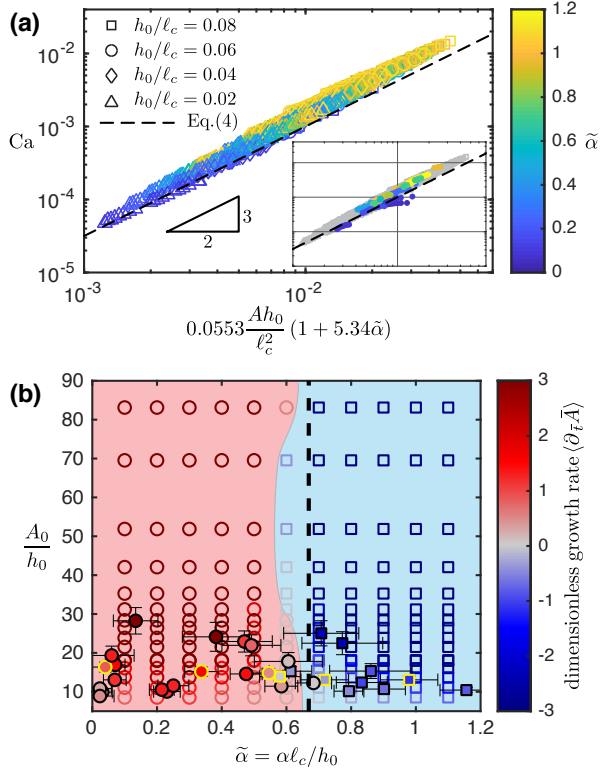 (a)
h₀/ℓc = 0.08
h₀/ℓc = 0.06
h₀/ℓc = 0.04
h₀/ℓc = 0.02
Eq.(4)
Ca
10⁻²
10⁻³
10⁻⁴
10⁻⁵
3
2
10⁻³
10⁻²
0.0553 Ah₀/ℓc² (1 + 5.34α̃)
1.2
1
0.8
0.6
0.4
0.2
0
α̃
(b)
90
80
70
60
50
40
30
20
10
A₀/h₀
0
0.2
0.4
0.6
0.8
1
1.2
α̃ = αℓc/h₀
3
2
1
0
-1
-2
-3
dimensionless growth rate ⟨∂t̄Ā⟩